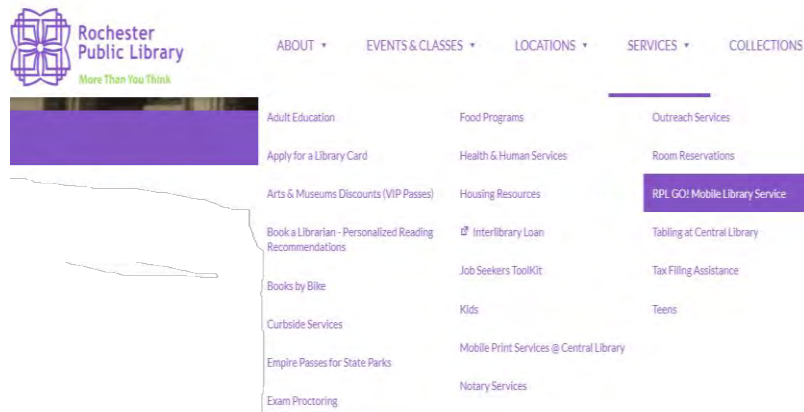 Rochester
Public Library
More Than You Think
ABOUT
EVENTS & CLASSES
LOCATIONS
SERVICES
COLLECTIONS
Adult Education
Apply for a Library Card
Arts & Museums Discounts (VIP Passes)
Book a Librarian - Personalized Reading
Recommendations
Books by Bike
Curbside Services
Empire Passes for State Parks
Exam Proctoring
Food Programs
Health & Human Services
Housing Resources
Interlibrary Loan
Job Seekers ToolKit
Kids
Mobile Print Services @ Central Library
Notary Services
Outreach Services
Room Reservations
RPL GO! Mobile Library Service
Tabling at Central Library
Tax Filing Assistance
Teens